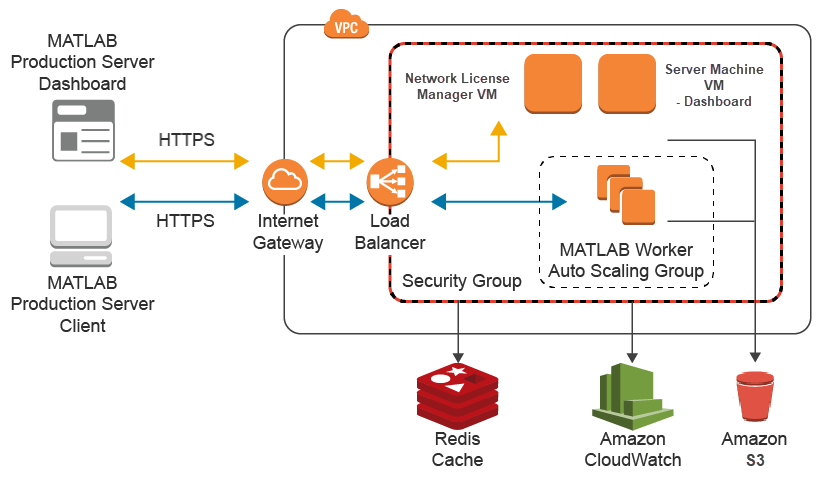 VPC
MATLAB
Production Server
Dashboard
Network License
Manager VM
Server Machine
VM
- Dashboard
HTTPS
HTTPS
Internet
Gateway
Load
Balancer
MATLAB Worker
Auto Scaling Group
Security Group
MATLAB
Production Server
Client
Redis
Cache
Amazon
CloudWatch
Amazon
S3